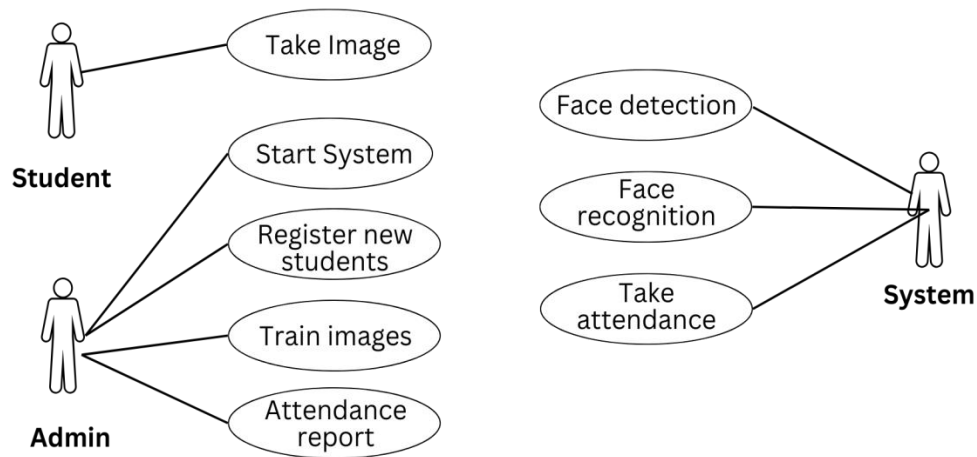 Take Image
Student
Start System
Register new
students
Train images
Attendance
report
Admin
Face detection
Face
recognition
Take
attendance
System